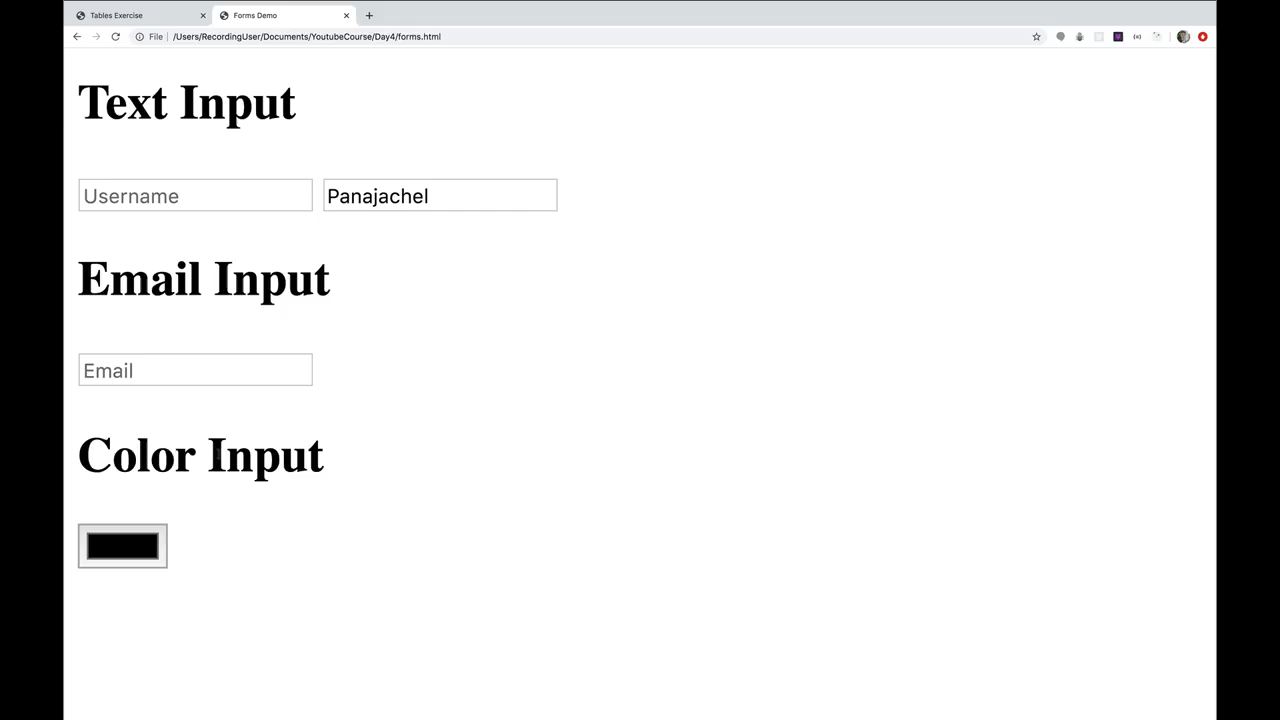 Tables Exercise
Forms Demo
File /Users/RecordingUser/Documents/YoutubeCourse/Day4/forms.html
Text Input
Username Panajachel
Email Input
Email
Color Input